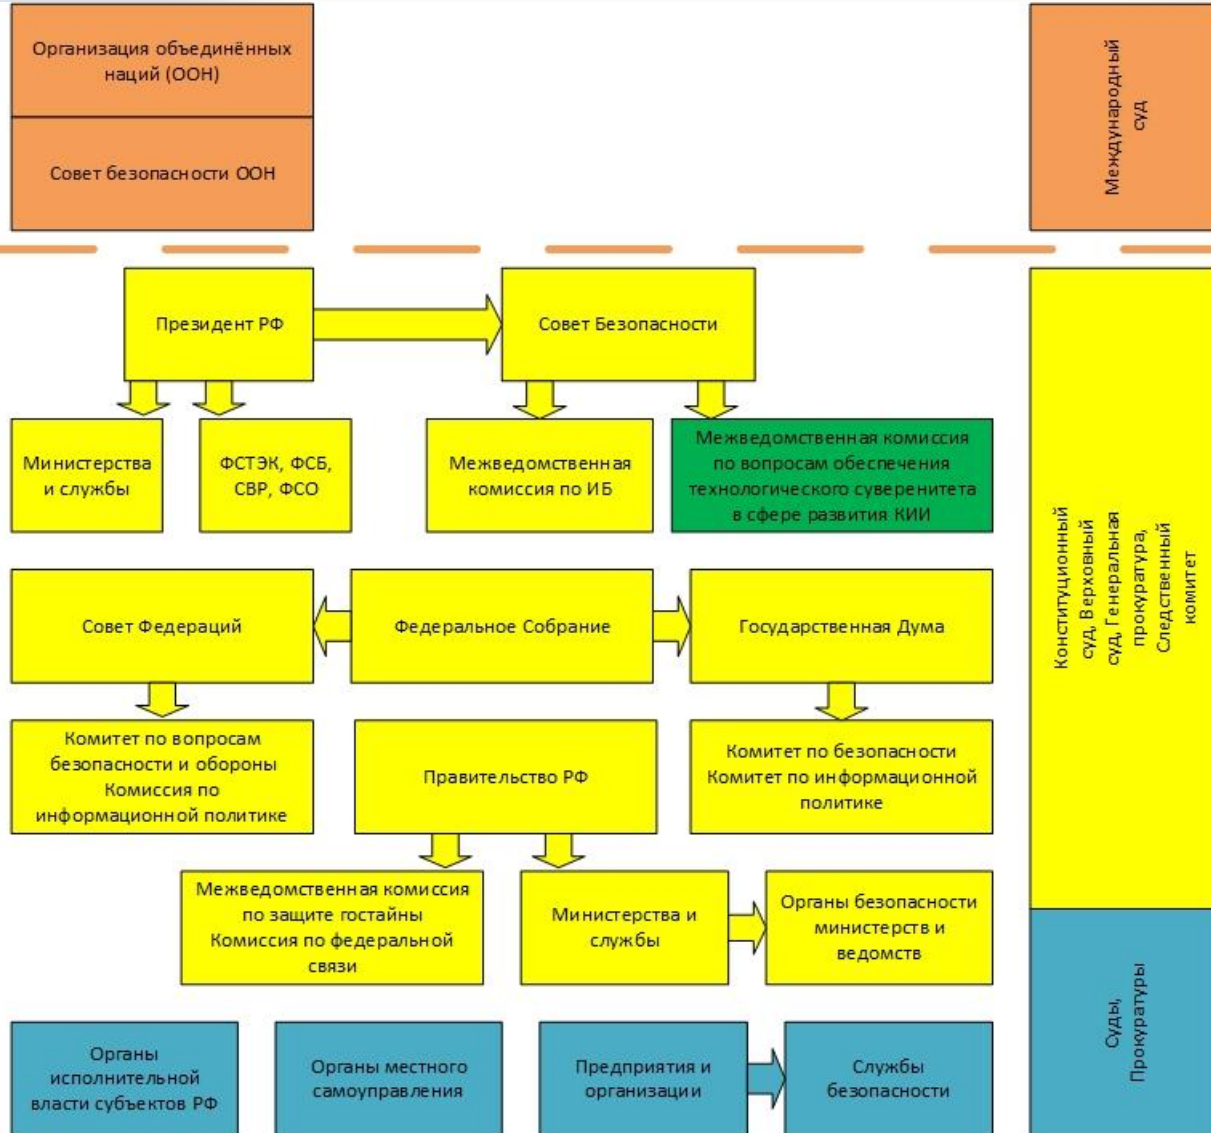 Организация объединённых
наций (ООН)
Совет безопасности ООН
Международный
суд
Президент РФ
Совет Безопасности
Министерства
и службы
ФСТЭК, ФСБ,
СВР, ФСО
Межведомственная
комиссия по ИБ
Межведомственная комиссия
по вопросам обеспечения
технологического суверенитета
в сфере развития КИИ
Конституционный
суд, Верховный
суд, Генеральная
прокуратура,
Следственный
комитет
Совет Федераций
Федеральное Собрание
Государственная Дума
Комитет по вопросам
безопасности и обороны
Комиссия по
информационной политике
Правительство РФ
Комитет по безопасности
Комитет по информационной
политике
Межведомственная комиссия
по защите гостайны
Комиссия по федеральной
связи
Министерства и
службы
Органы безопасности
министерств и
ведомств
Суды,
Прокуратуры
Органы
исполнительной
власти субъектов РФ
Органы местного
самоуправления
Предприятия и
организации
Службы
безопасности